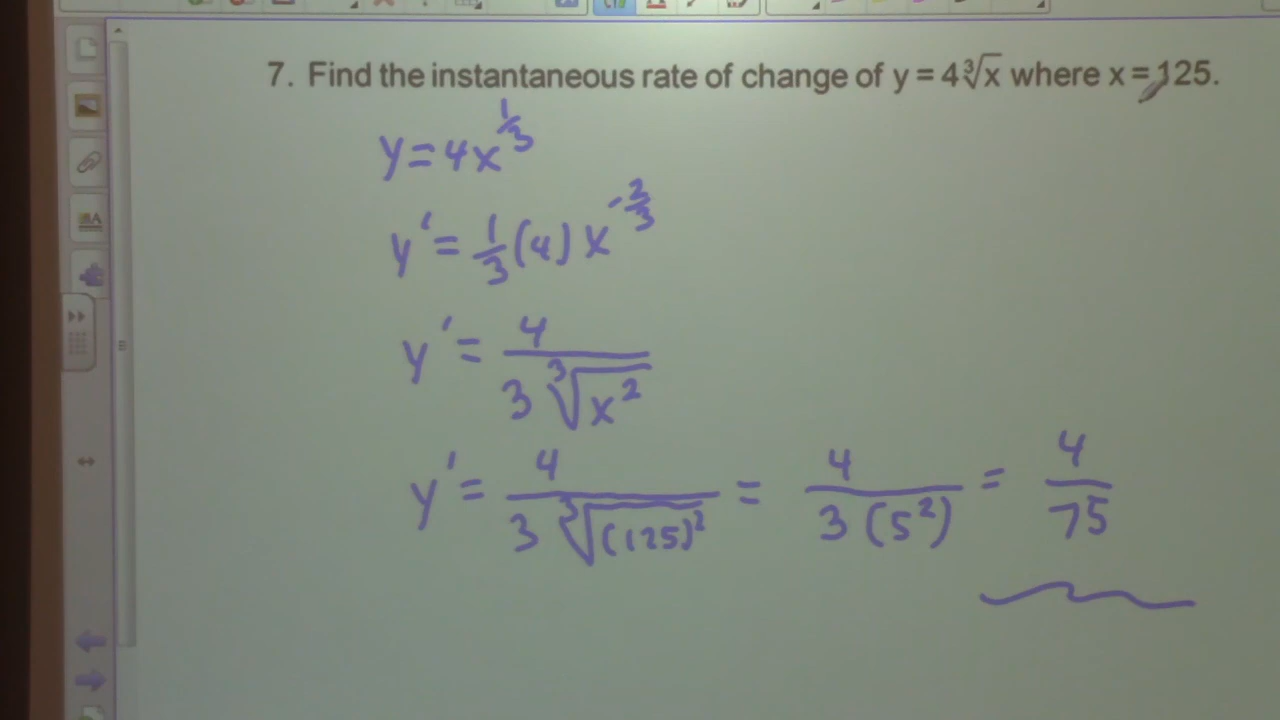 7. Find the instantaneous rate of change of y = 4∛x where x = 125.
y = 4x^(1/3)
y' = 1/3 (4) x^(-2/3)
y' = 4/(3∛(x²))
y' = 4/(3∛((125)²)) = 4/(3(5²)) = 4/75